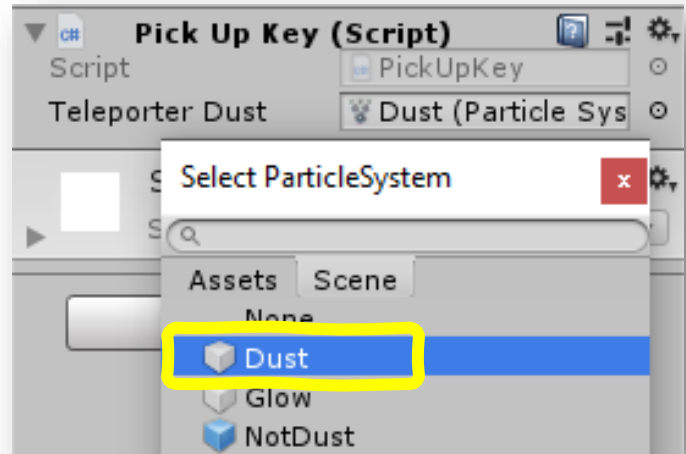 C# Pick Up Key (Script)
Script PickUpKey
Teleporter Dust Dust (Particle Sys
Select ParticleSystem x
Assets Scene
None
Dust
Glow
NotDust